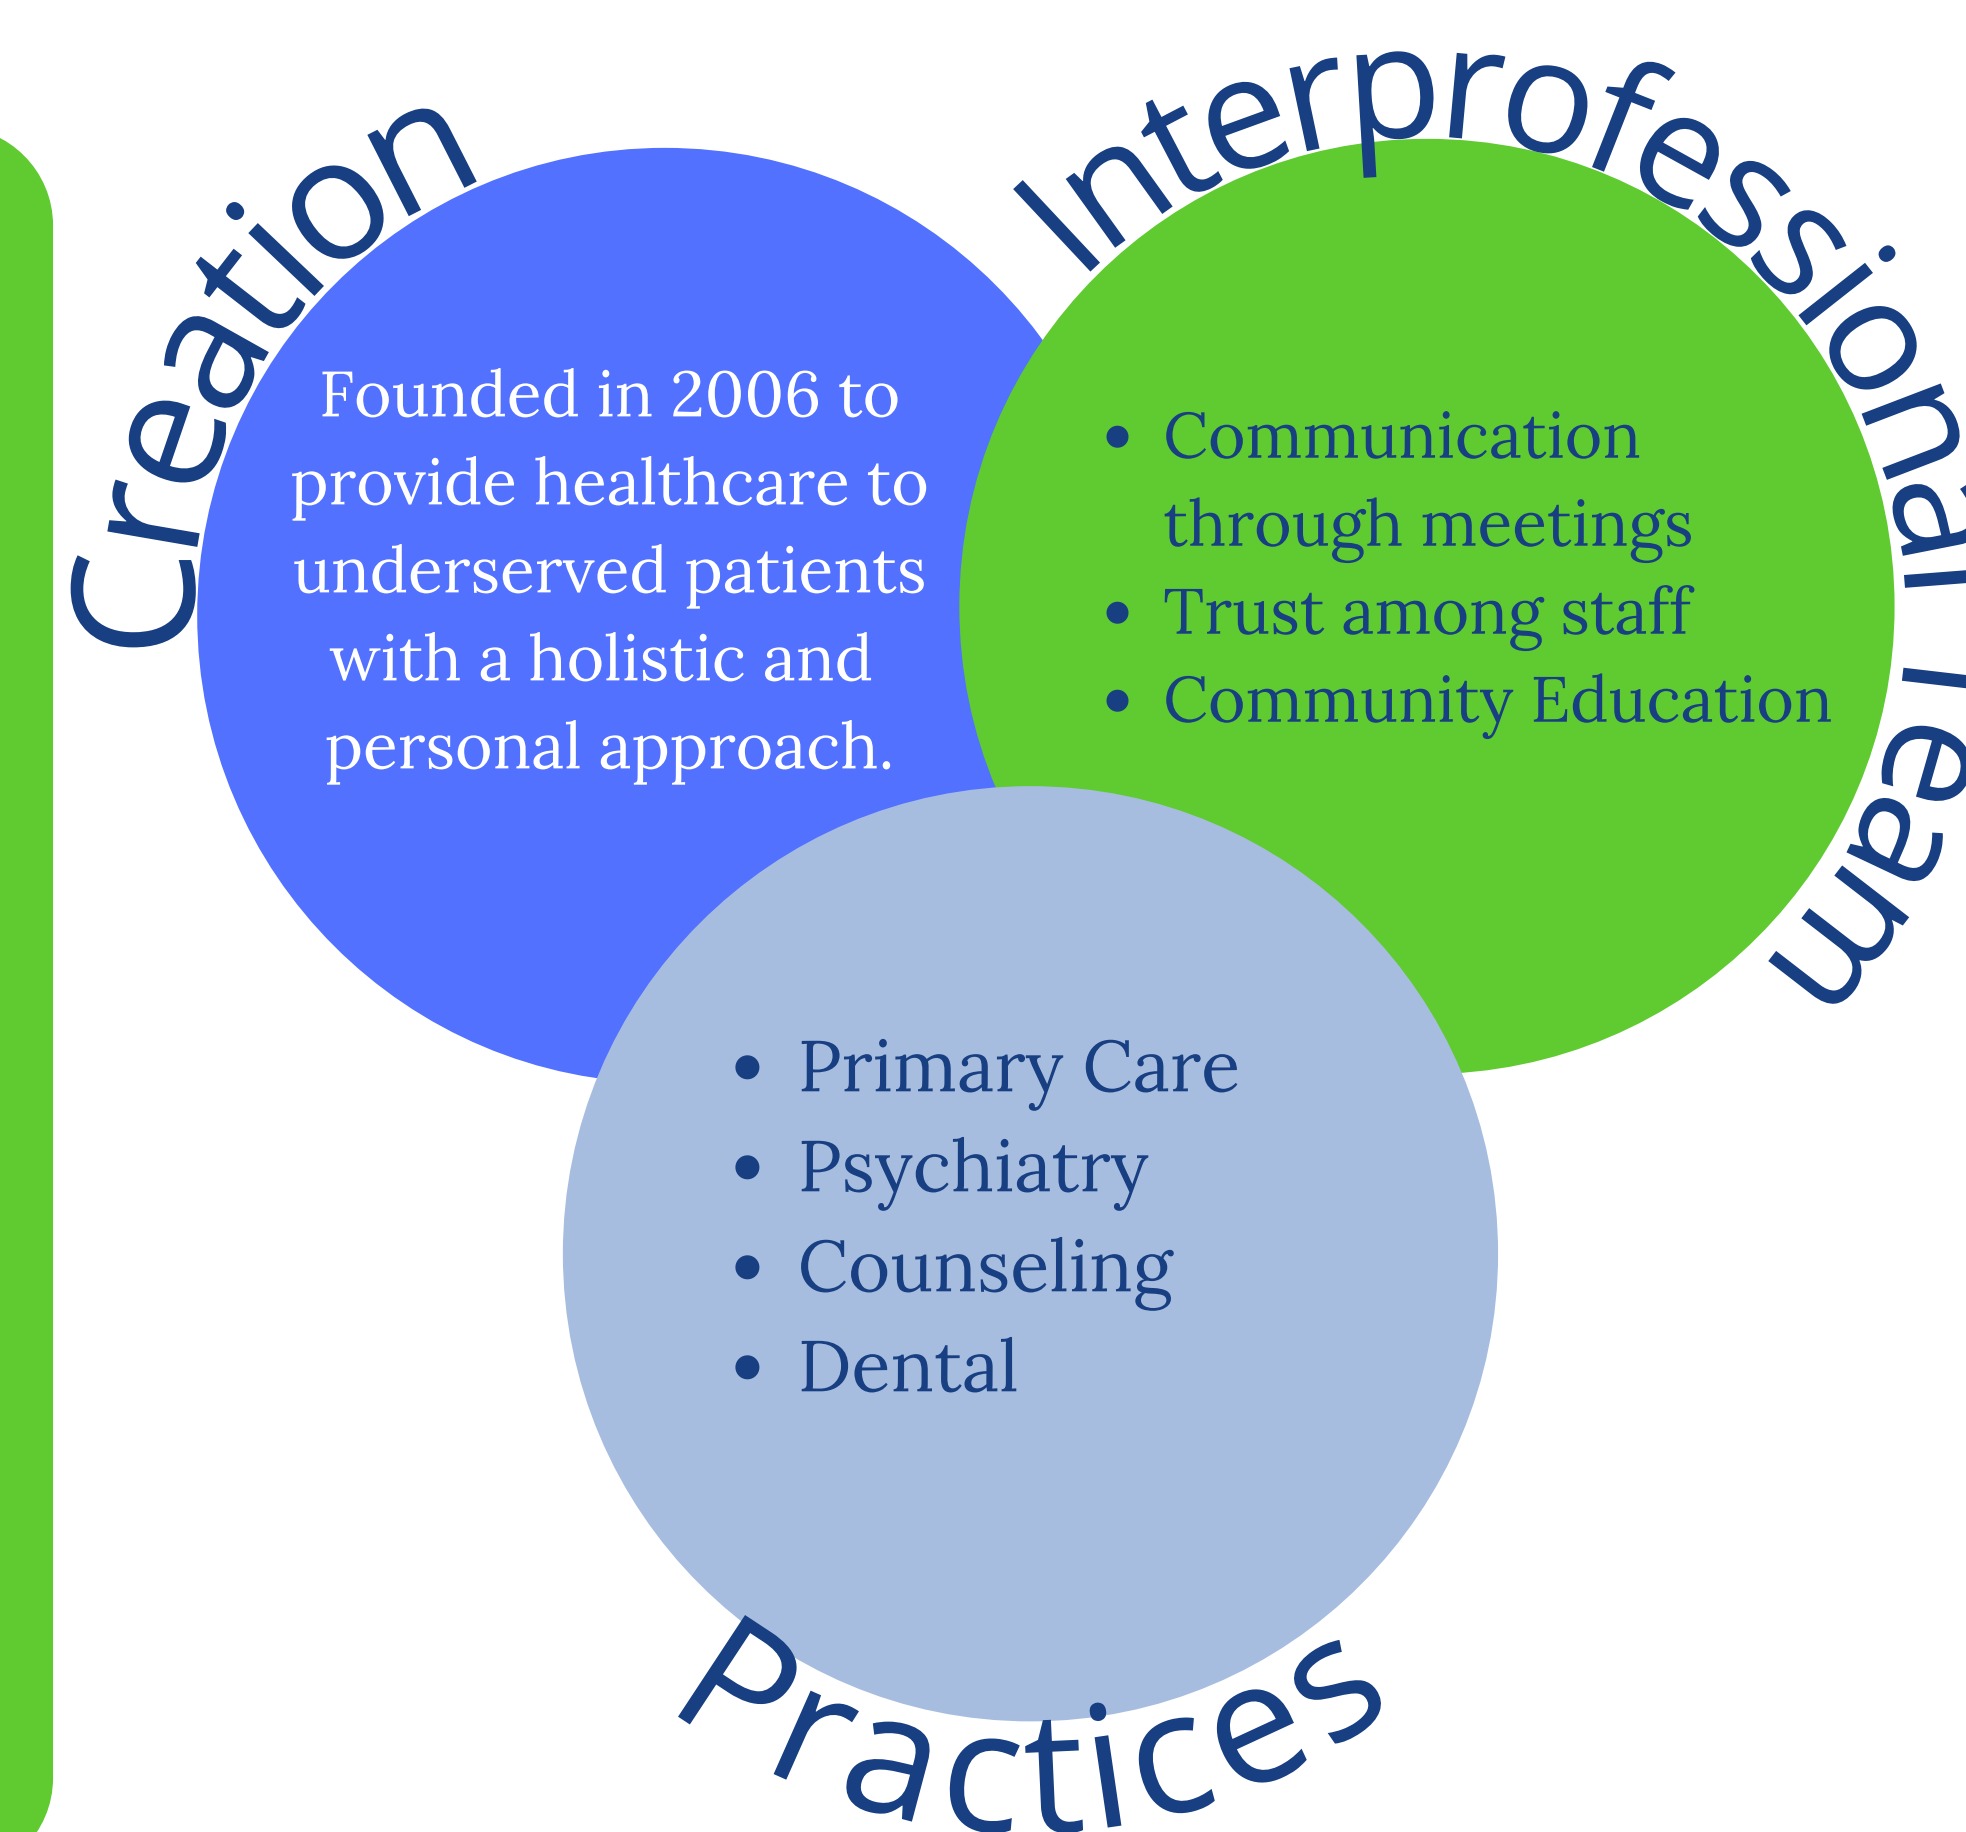 Creation
Founded in 2006 to
provide healthcare to
underserved patients
with a holistic and
personal approach.
Interprofessional Team
• Communication
through meetings
• Trust among staff
• Community Education
• Primary Care
• Psychiatry
• Counseling
• Dental
Practices